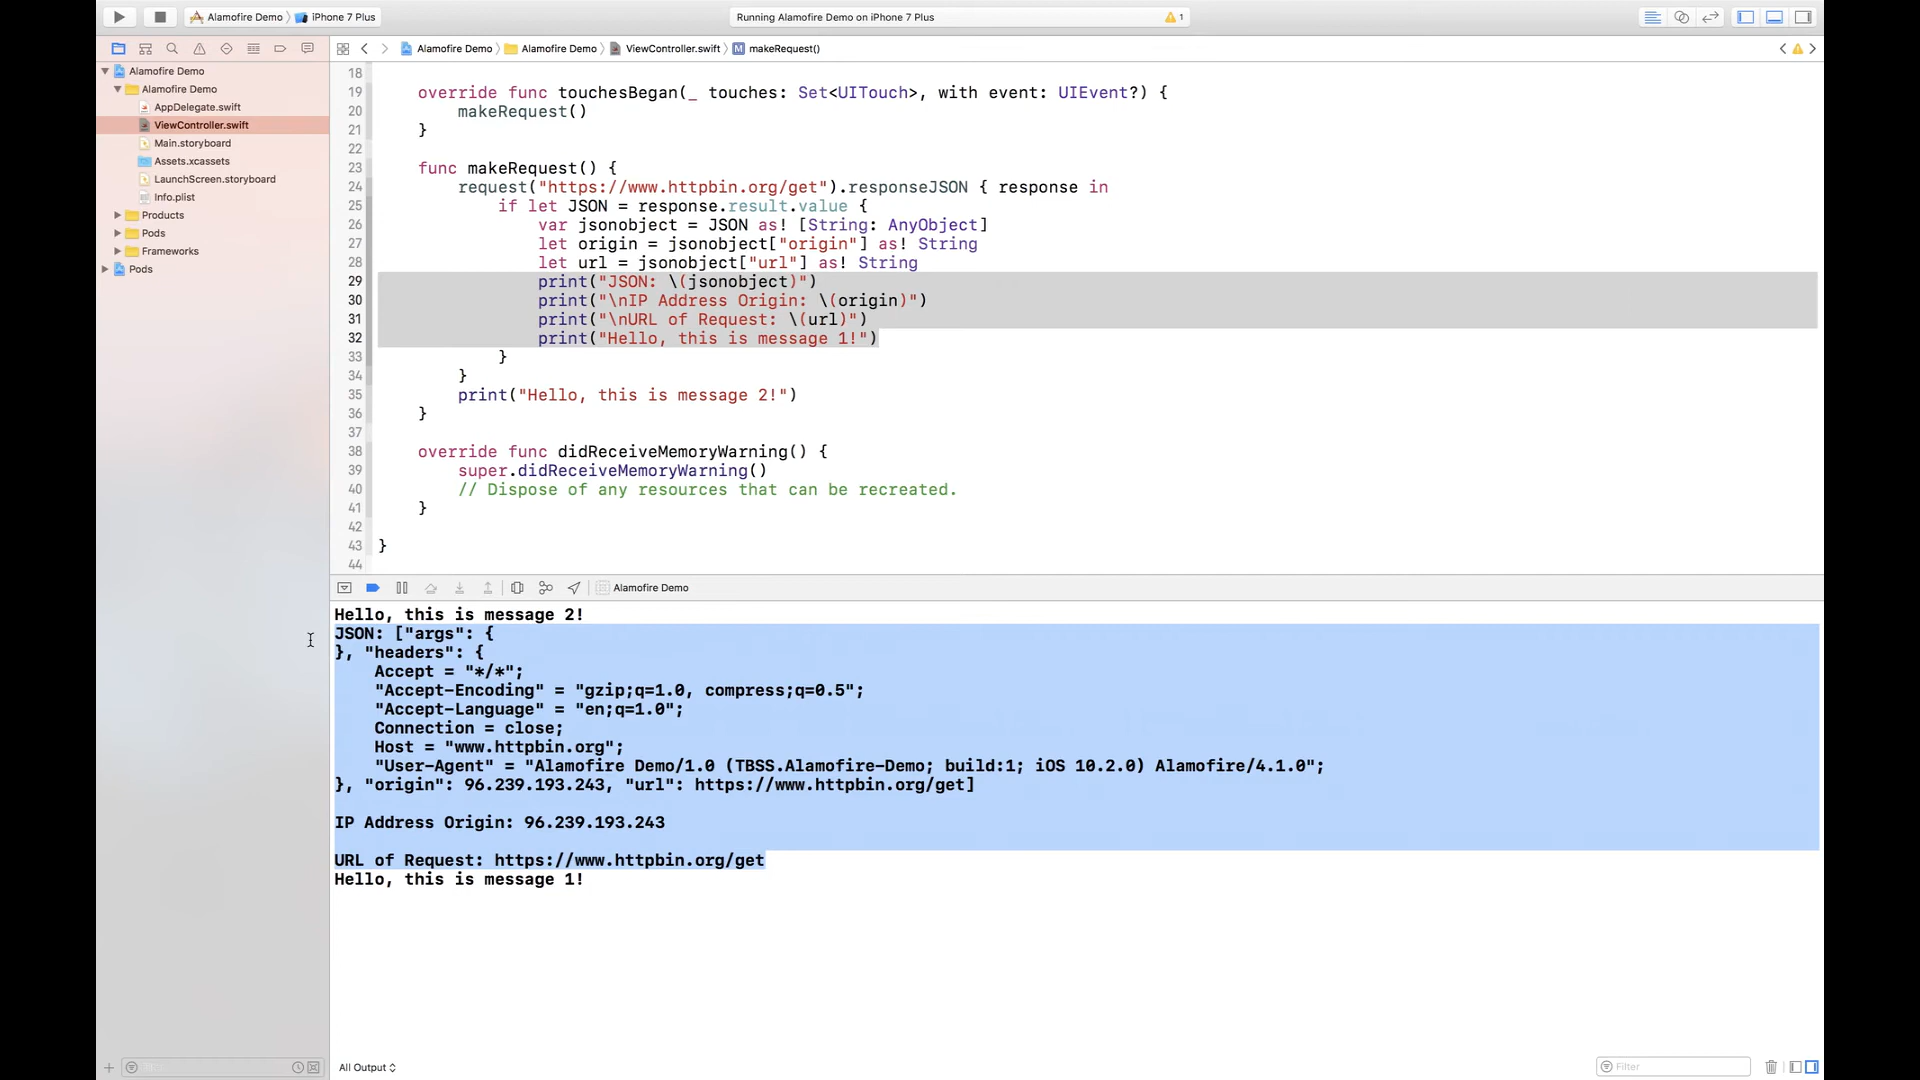 Alamofire Demo
iPhone 7 Plus
Running Alamofire Demo on iPhone 7 Plus
1
Alamofire Demo
Alamofire Demo
ViewController.swift
M
makeRequest()
Alamofire Demo
Alamofire Demo
AppDelegate.swift
ViewController.swift
Main.storyboard
Assets.xcassets
LaunchScreen.storyboard
Info.plist
Products
Pods
Frameworks
Pods
18
19 override func touchesBegan(_ touches: Set<UITouch>, with event: UIEvent?) {
20 makeRequest()
21 }
22
23 func makeRequest() {
24 request("https://www.httpbin.org/get").responseJSON { response in
25 if let JSON = response.result.value {
26 var jsonobject = JSON as! [String: AnyObject]
27 let origin = jsonobject["origin"] as! String
28 let url = jsonobject["url"] as! String
29 print("JSON: \(jsonobject)")
30 print("\nIP Address Origin: \(origin)")
31 print("\nURL of Request: \(url)")
32 print("Hello, this is message 1!")
33 }
34 }
35 print("Hello, this is message 2!")
36 }
37
38 override func didReceiveMemoryWarning() {
39 super.didReceiveMemoryWarning()
40 // Dispose of any resources that can be recreated.
41 }
42
43 }
44
Alamofire Demo
Hello, this is message 2!
JSON: ["args": {
}, "headers": {
Accept = "*/*";
"Accept-Encoding" = "gzip;q=1.0, compress;q=0.5";
"Accept-Language" = "en;q=1.0";
Connection = close;
Host = "www.httpbin.org";
"User-Agent" = "Alamofire Demo/1.0 (TBSS.Alamofire-Demo; build:1; iOS 10.2.0) Alamofire/4.1.0";
}, "origin": 96.239.193.243, "url": https://www.httpbin.org/get]
IP Address Origin: 96.239.193.243
URL of Request: https://www.httpbin.org/get
Hello, this is message 1!
All Output
Filter